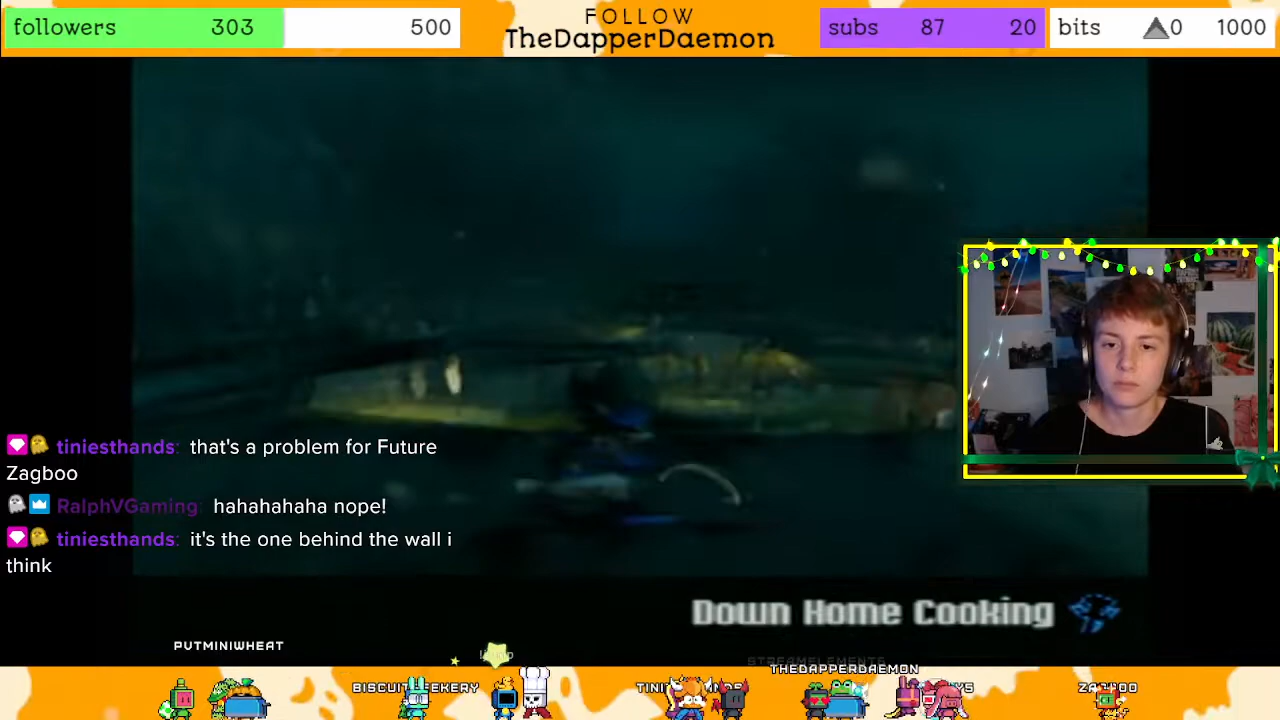 followers 303 500
FOLLOW
TheDapperDaemon
subs 87 20
bits 0 1000
tiniesthands: that's a problem for Future
Zagboo
RalphVGaming: hahahahaha nope!
tiniesthands: it's the one behind the wall i
think
Down Home Cooking
PUTMINIWHEAT
STREAMELEMENTS
THEDAPPERDAEMON